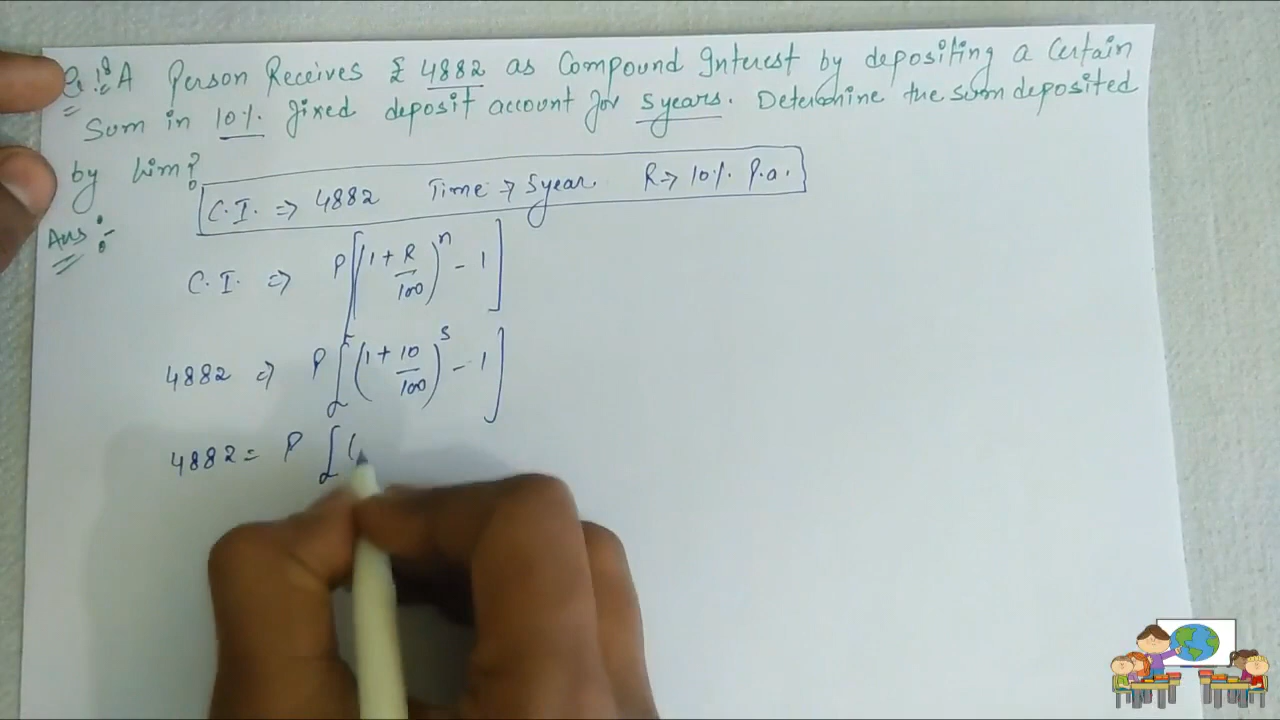 Q.18 A Person Receives ₹ 4882 as Compound Interest by depositing a Certain
Sum in 10% fixed deposit account for 5 years. Determine the sum deposited
by him?
C.I. => 4882 Time → 5 year R → 10% P.a.
Ans:-
C.I. => P[(1+R/100)^n - 1]
4882 => P[(1+10/100)^5 - 1]
4882 = P [(